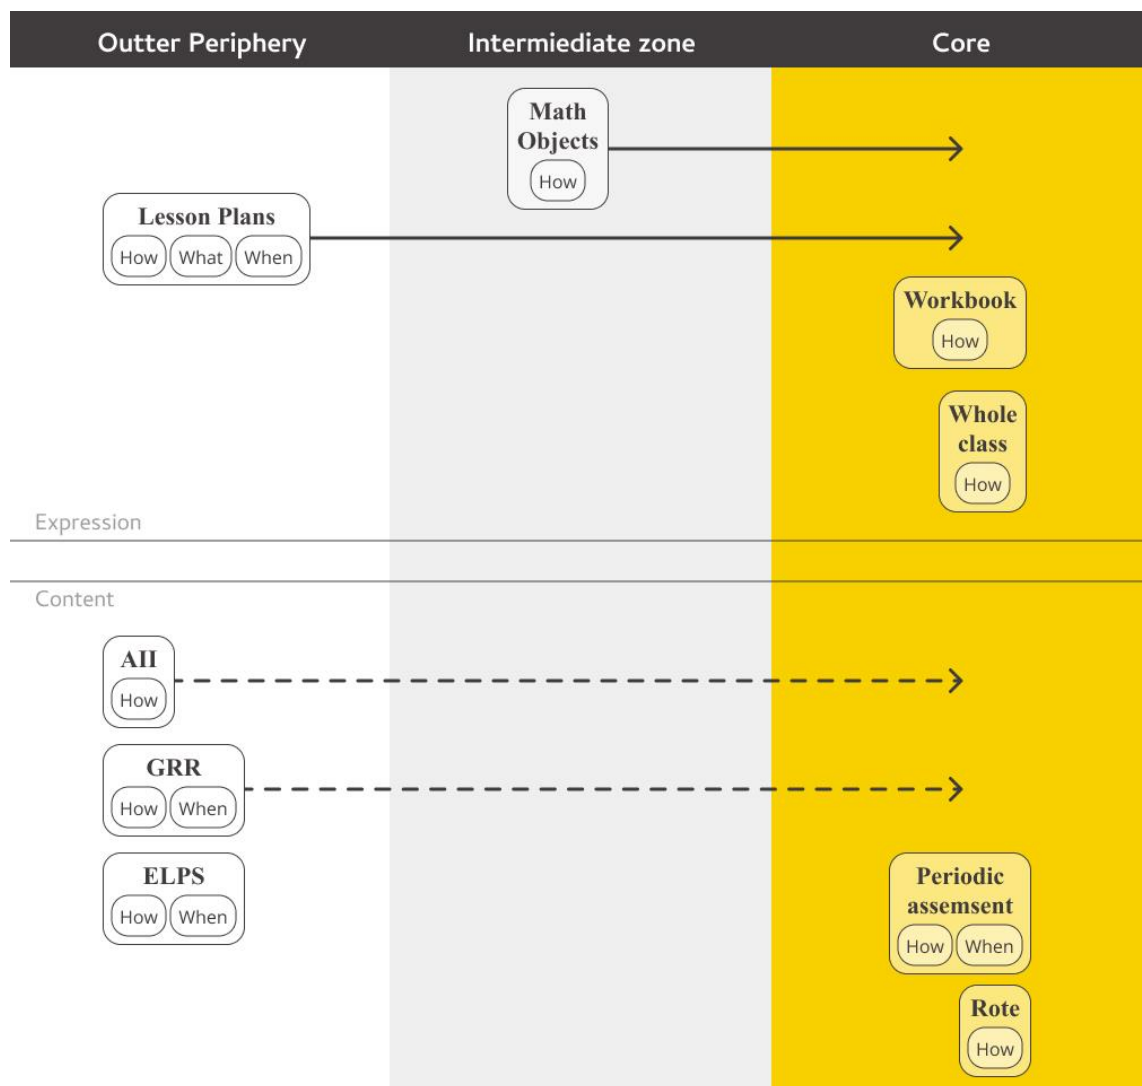 Outter Periphery
Intermiediate zone
Core
Math
Objects
How
Lesson Plans
How What When
Workbook
How
Whole
class
How
Expression
Content
AII
How
GRR
How When
ELPS
How When
Periodic
assemsent
How When
Rote
How